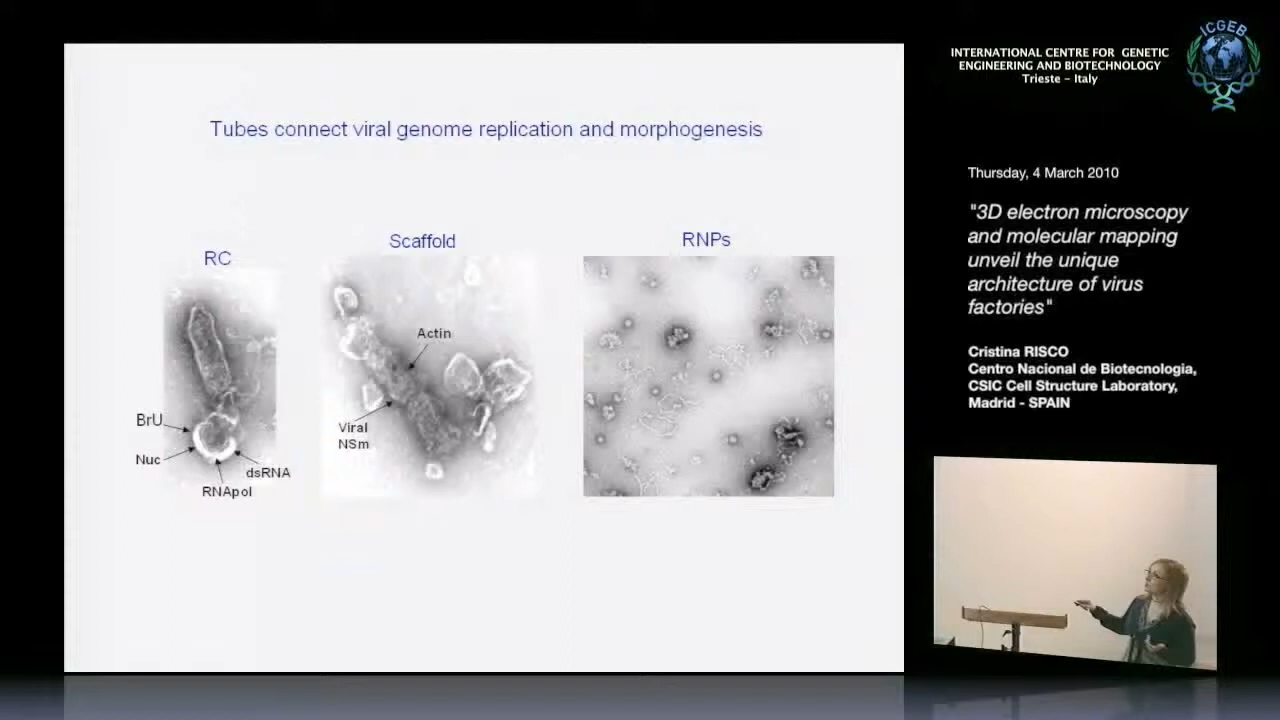 Tubes connect viral genome replication and morphogenesis
RC
Scaffold
RNPs
BrU
Nuc
RNApol
dsRNA
Actin
Viral
NSm
ICGEB
INTERNATIONAL CENTRE FOR GENETIC
ENGINEERING AND BIOTECHNOLOGY
Trieste – Italy
Thursday, 4 March 2010
"3D electron microscopy
and molecular mapping
unveil the unique
architecture of virus
factories"
Cristina RISCO
Centro Nacional de Biotecnologia,
CSIC Cell Structure Laboratory,
Madrid - SPAIN